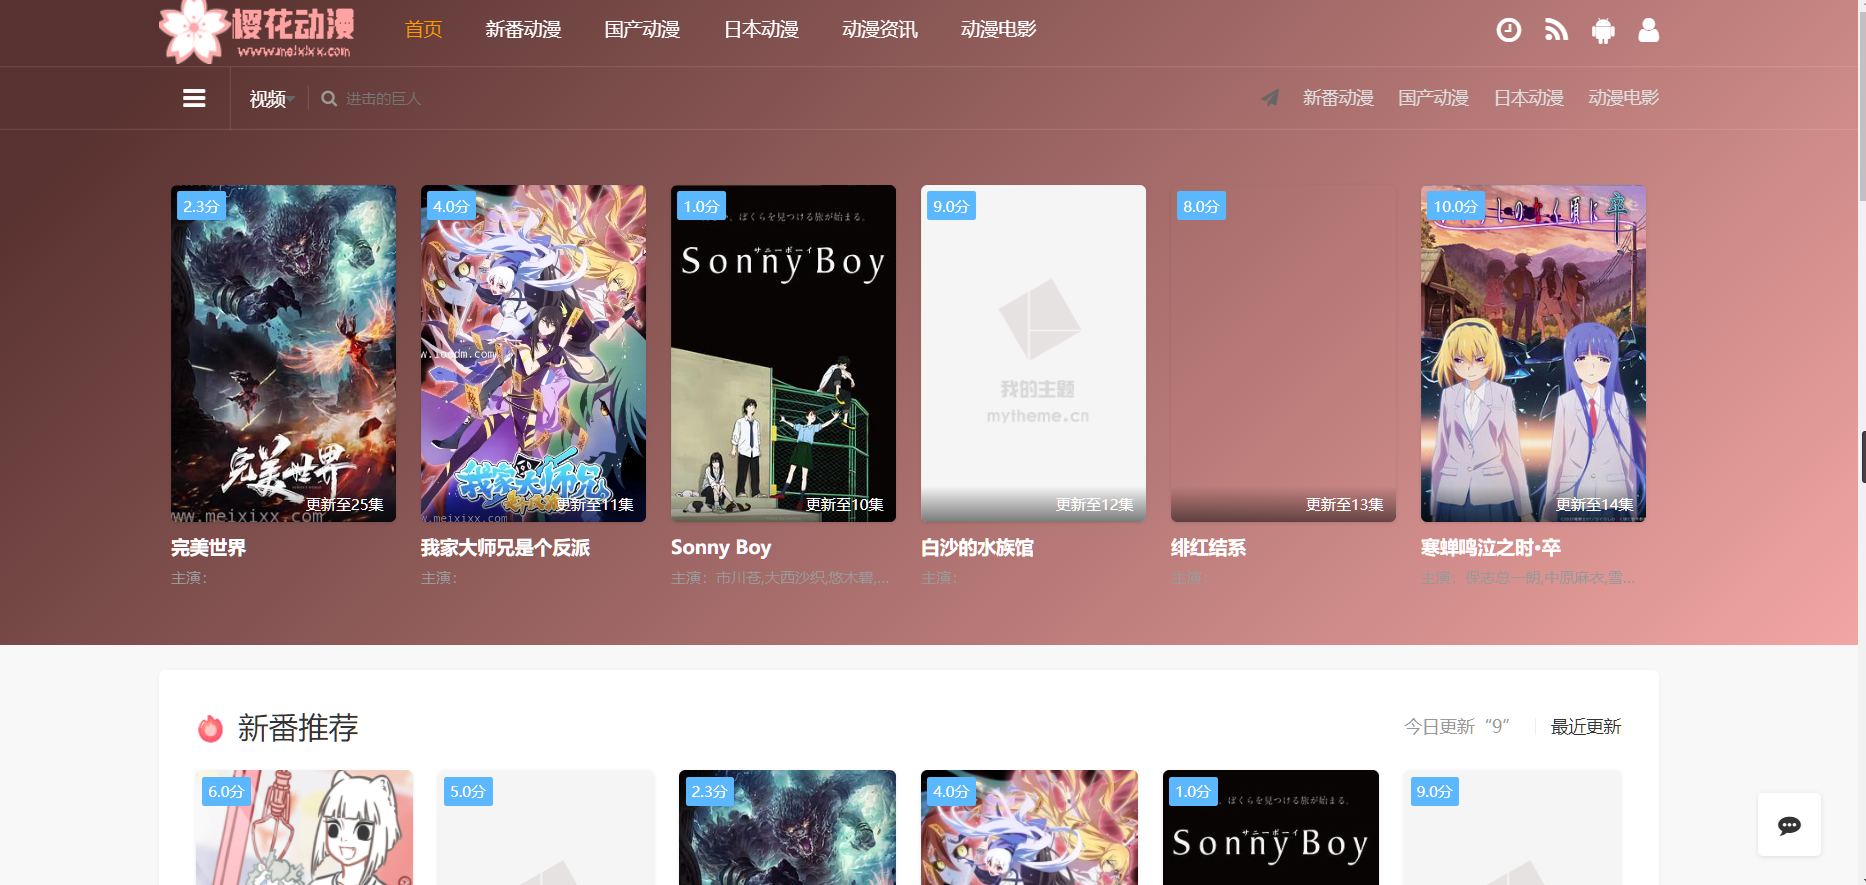 樱花动漫
www.meixixx.com
首页 新番动漫 国产动漫 日本动漫 动漫资讯 动漫电影
视频 进击的巨人
新番动漫 国产动漫 日本动漫 动漫电影
2.3分
完美世界
更新至25集
ww.meixixx.com
完美世界
主演：
4.0分
w.iomdm.com
我家大师兄
更新至11集
w.meixixx.com
我家大师兄是个反派
主演：
1.0分
ぼくらを見つける旅が始まる。
サニーボーイ
Sonny Boy
更新至10集
Sonny Boy
主演：市川苍,大西沙织,悠木碧,...
9.0分
我的主题
mytheme.cn
更新至12集
白沙的水族馆
主演：
8.0分
更新至13集
绯红结系
主演：
10.0分
しのなく頃に卒
更新至14集
寒蝉鸣泣之时·卒
主演：保志总一朗,中原麻衣,雪...
新番推荐
今日更新“9” 最近更新
6.0分
5.0分
2.3分
4.0分
1.0分
ぼくらを見つける旅が始まる。
サニーボーイ
Sonny Boy
9.0分